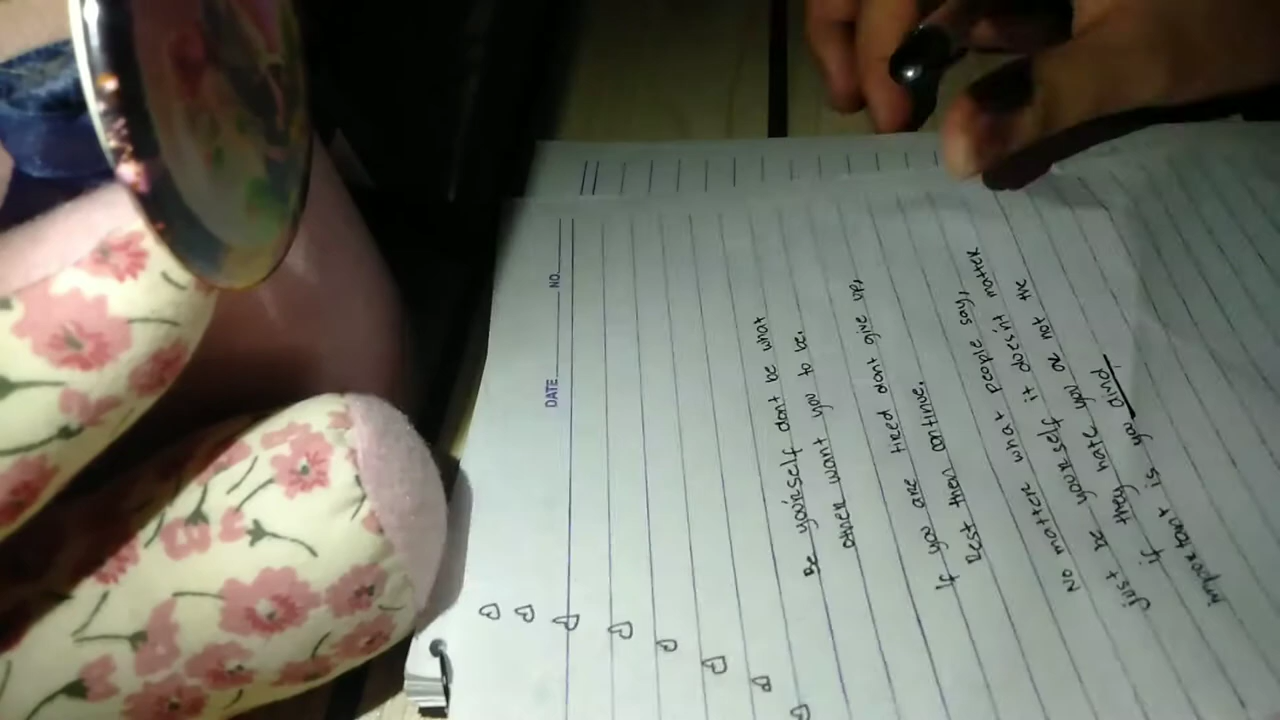 DATE NO.
Be yourself dont be what
other want you to be.
If you are tired dont give up,
Rest then continue.
No matter what people say,
just be yourself it doesn't matter
if they hate you or not the
important is you